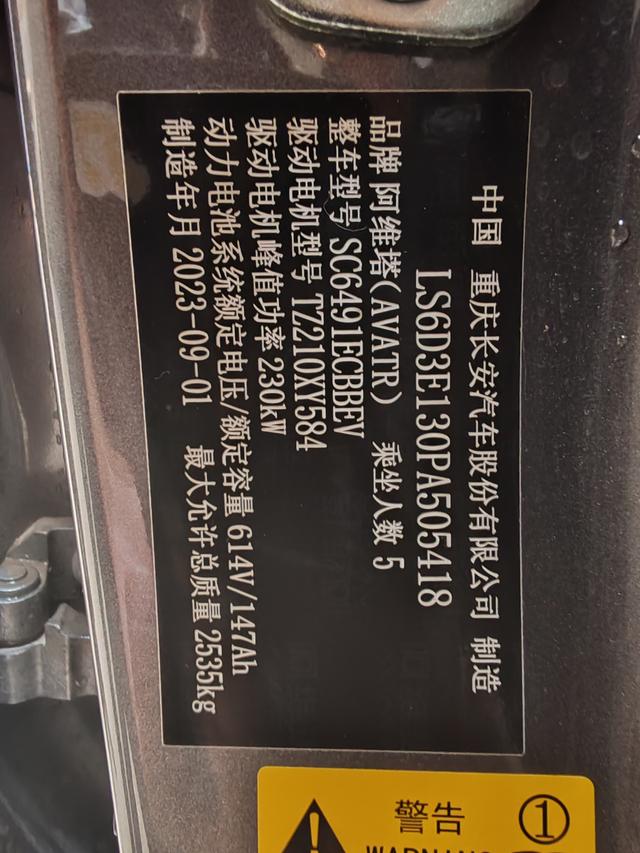 中国 重庆长安汽车股份有限公司 制造
LS6D3E130PA505418
品牌 阿维塔(AVATR) 乘坐人数 5
整车型号 SC6491ECBBEV
驱动电机型号 TZ210XY584
驱动电机峰值功率 230kW
动力电池系统额定电压/额定容量 614V/147Ah
制造年月 2023-09-01 最大允许总质量 2535kg
警告 ①
WARNING